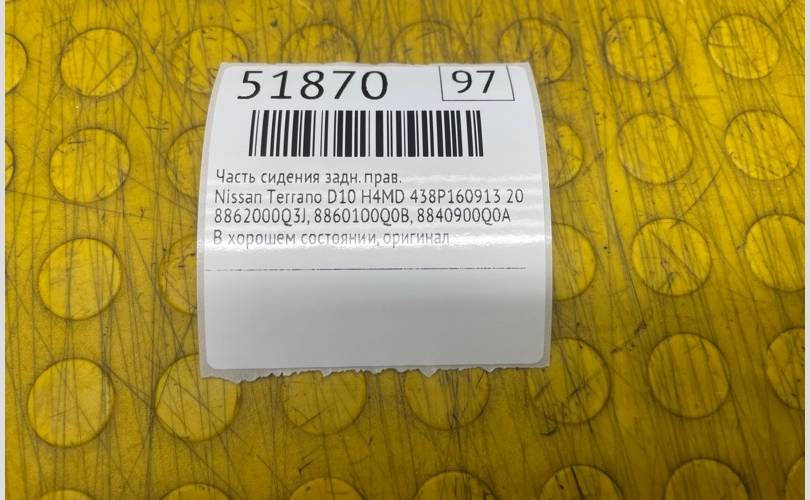 51870 97
Часть сидения задн. прав.
Nissan Terrano D10 H4MD 438P160913 20
8862000Q3J, 8860100Q0B, 8840900Q0A
В хорошем состоянии, оригинал